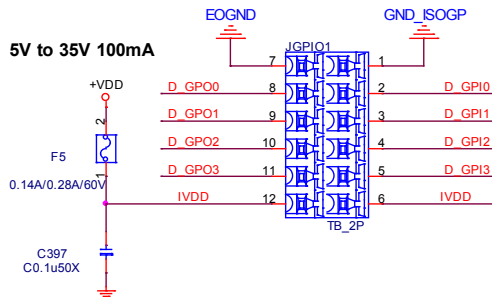 EOGND
GND_ISOGP
5V to 35V 100mA
JGPIO1
+VDD
7
1
D_GPO0
8
2
D_GPI0
D_GPO1
9
3
D_GPI1
2
D_GPO2
10
4
D_GPI2
F5
D_GPO3
11
5
D_GPI3
1
0.14A/0.28A/60V
IVDD
12
6
IVDD
TB_2P
C397
C0.1u50X